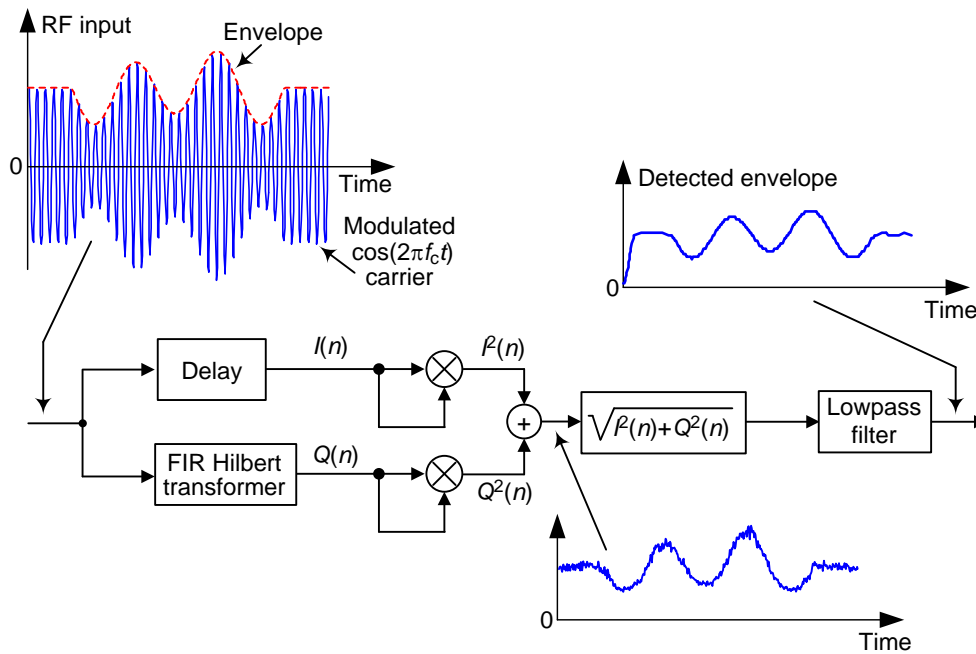 RF input
Envelope
0
Time
Modulated
cos(2πf_ct)
carrier
Detected envelope
0
Time
Delay
I(n)
I²(n)
FIR Hilbert
transformer
Q(n)
Q²(n)
+
√I²(n)+Q²(n)
Lowpass
filter
0
Time